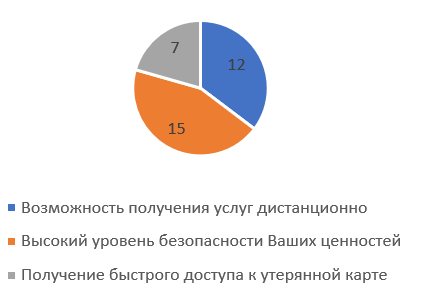 7
12
15
Возможность получения услуг дистанционно
Высокий уровень безопасности Ваших ценностей
Получение быстрого доступа к утерянной карте